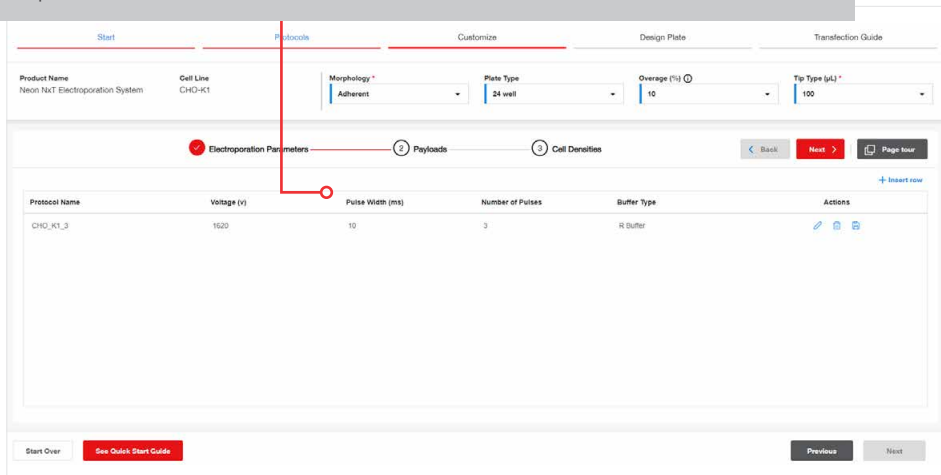 Start Protocols Customize Design Plate Transfection Guide
Product Name Cell Line Morphology * Plate Type Overage (%) Tip Type (µL) *
Neon NxT Electroporation System CHO-K1 Adherent 24 well 10 100
Electroporation Parameters 2 Payloads 3 Cell Densities Back Next Page tour
+ Insert row
Protocol Name Voltage (v) Pulse Width (ms) Number of Pulses Buffer Type Actions
CHO_K1_3 1620 10 3 R Buffer
Start Over See Quick Start Guide Previous Next